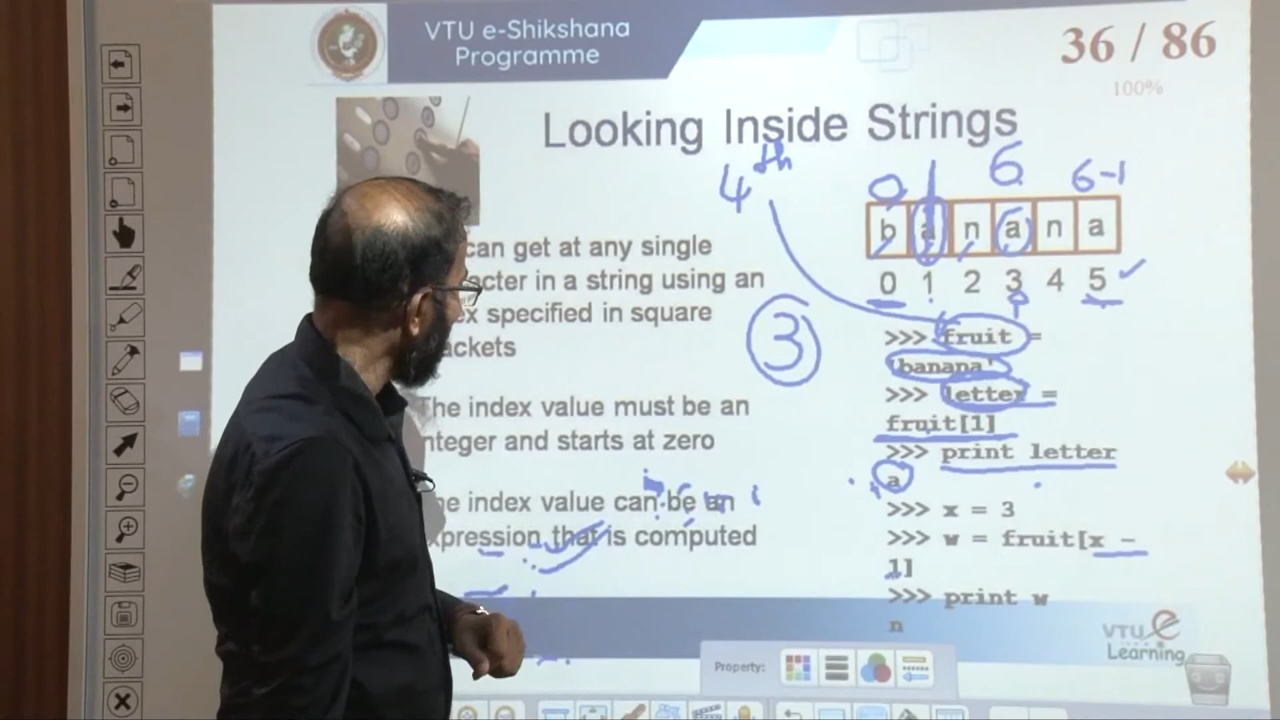 VTU e-Shikshana
Programme
36 / 86
100%
Looking Inside Strings
4th
0 1 6 6-1
b a n a n a
0 1 2 3 4 5
can get at any single
acter in a string using an
ex specified in square
ackets
3
The index value must be an
nteger and starts at zero
he index value can be an
xpression that is computed
>>> fruit =
'banana'
>>> letter =
fruit[1]
>>> print letter
a
>>> x = 3
>>> w = fruit[x -
1]
>>> print w
n
VTU e
Learning
Property: